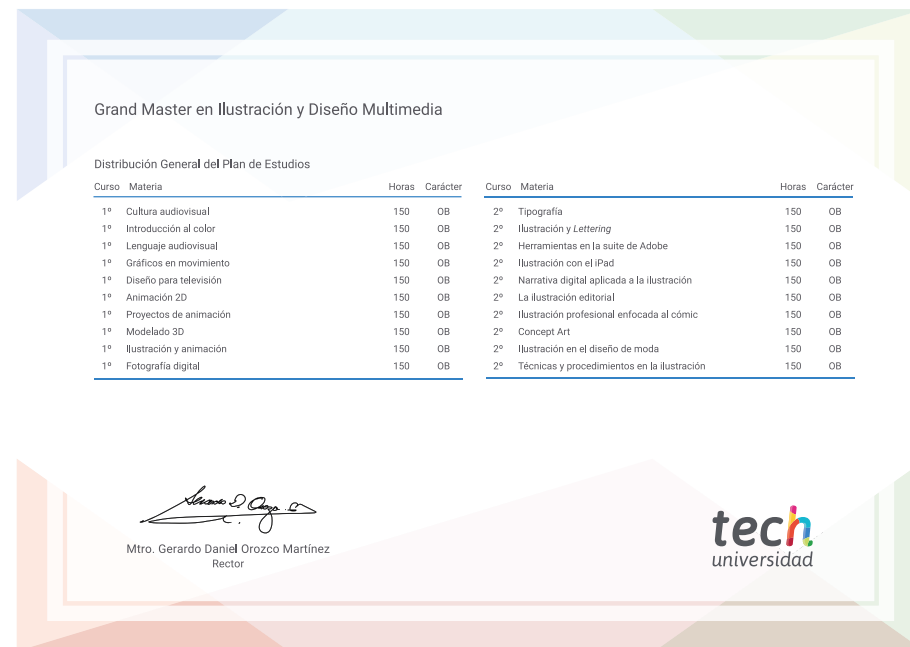 Grand Master en Ilustración y Diseño Multimedia
Distribución General del Plan de Estudios
Curso Materia Horas Carácter
1º Cultura audiovisual 150 OB
1º Introducción al color 150 OB
1º Lenguaje audiovisual 150 OB
1º Gráficos en movimiento 150 OB
1º Diseño para televisión 150 OB
1º Animación 2D 150 OB
1º Proyectos de animación 150 OB
1º Modelado 3D 150 OB
1º Ilustración y animación 150 OB
1º Fotografía digital 150 OB
Curso Materia Horas Carácter
2º Tipografía 150 OB
2º Ilustración y Lettering 150 OB
2º Herramientas en la suite de Adobe 150 OB
2º Ilustración con el iPad 150 OB
2º Narrativa digital aplicada a la ilustración 150 OB
2º La ilustración editorial 150 OB
2º Ilustración profesional enfocada al cómic 150 OB
2º Concept Art 150 OB
2º Ilustración en el diseño de moda 150 OB
2º Técnicas y procedimientos en la ilustración 150 OB
Mtro. Gerardo Daniel Orozco Martínez
Rector
tech
universidad